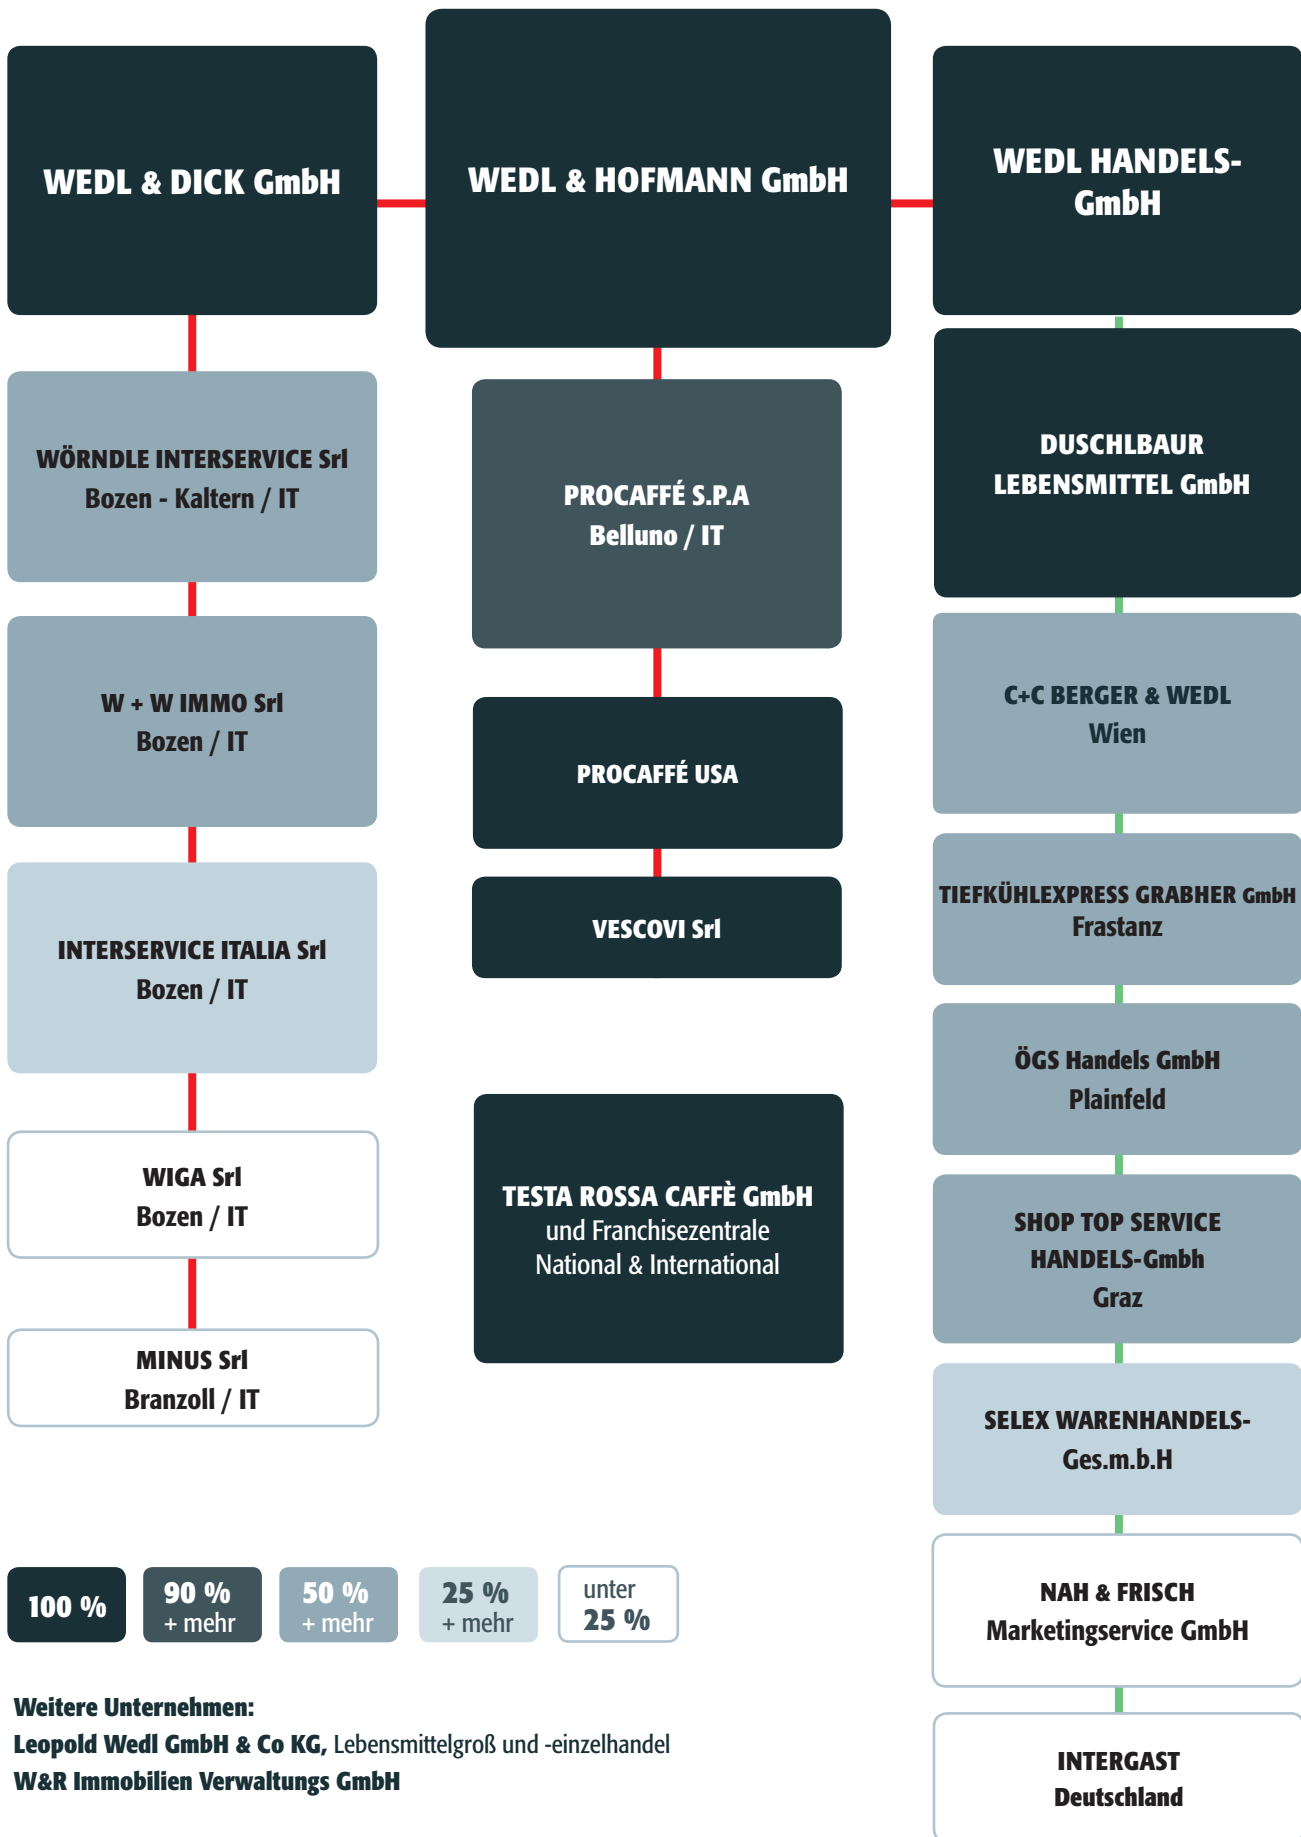 WEDL & DICK GmbH
WEDL & HOFMANN GmbH
WEDL HANDELS-
GmbH
WÖRNDLE INTERSERVICE Srl
Bozen - Kaltern / IT
W + W IMMO Srl
Bozen / IT
INTERSERVICE ITALIA Srl
Bozen / IT
WIGA Srl
Bozen / IT
MINUS Srl
Branzoll / IT
PROCAFFÉ S.P.A
Belluno / IT
PROCAFFÉ USA
VESCOVI Srl
TESTA ROSSA CAFFÈ GmbH
und Franchisezentrale
National & International
DUSCHLBAUR
LEBENSMITTEL GmbH
C+C BERGER & WEDL
Wien
TIEFKÜHLEXPRESS GRABHER GmbH
Frastanz
ÖGS Handels GmbH
Plainfeld
SHOP TOP SERVICE
HANDELS-Gmbh
Graz
SELEX WARENHANDELS-
Ges.m.b.H
NAH & FRISCH
Marketingservice GmbH
INTERGAST
Deutschland
100 %
90 %
+ mehr
50 %
+ mehr
25 %
+ mehr
unter
25 %
Weitere Unternehmen:
Leopold Wedl GmbH & Co KG, Lebensmittelgroß und -einzelhandel
W&R Immobilien Verwaltungs GmbH